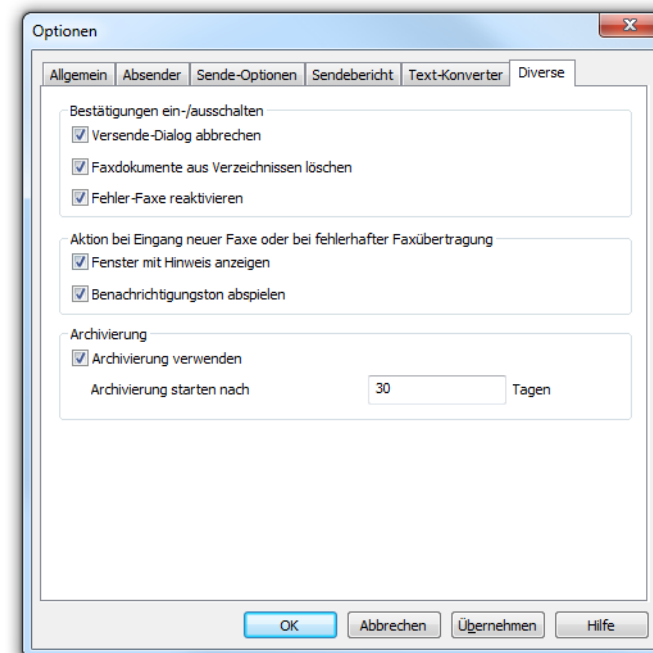 Optionen
Allgemein Absender Sende-Optionen Sendebericht Text-Konverter Diverse
Bestätigungen ein-/ausschalten
Versende-Dialog abbrechen
Faxdokumente aus Verzeichnissen löschen
Fehler-Faxe reaktivieren
Aktion bei Eingang neuer Faxe oder bei fehlerhafter Faxübertragung
Fenster mit Hinweis anzeigen
Benachrichtigungston abspielen
Archivierung
Archivierung verwenden
Archivierung starten nach 30 Tagen
OK Abbrechen Übernehmen Hilfe